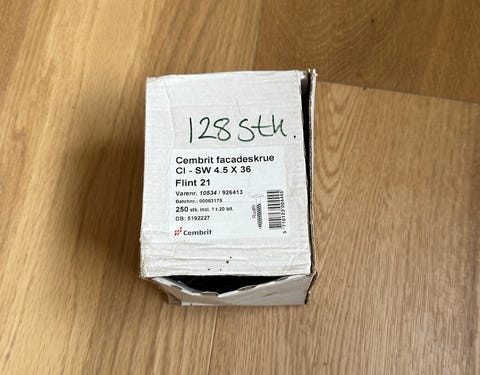 128 stk.
Cembrit facadeskrue
CI - SW 4.5 X 36
Flint 21
Varenr. 10534 / 926413
Batchnr.: 00063175
250 stk. incl. 1 t-20 bit.
DB: 5192227
Cembrit